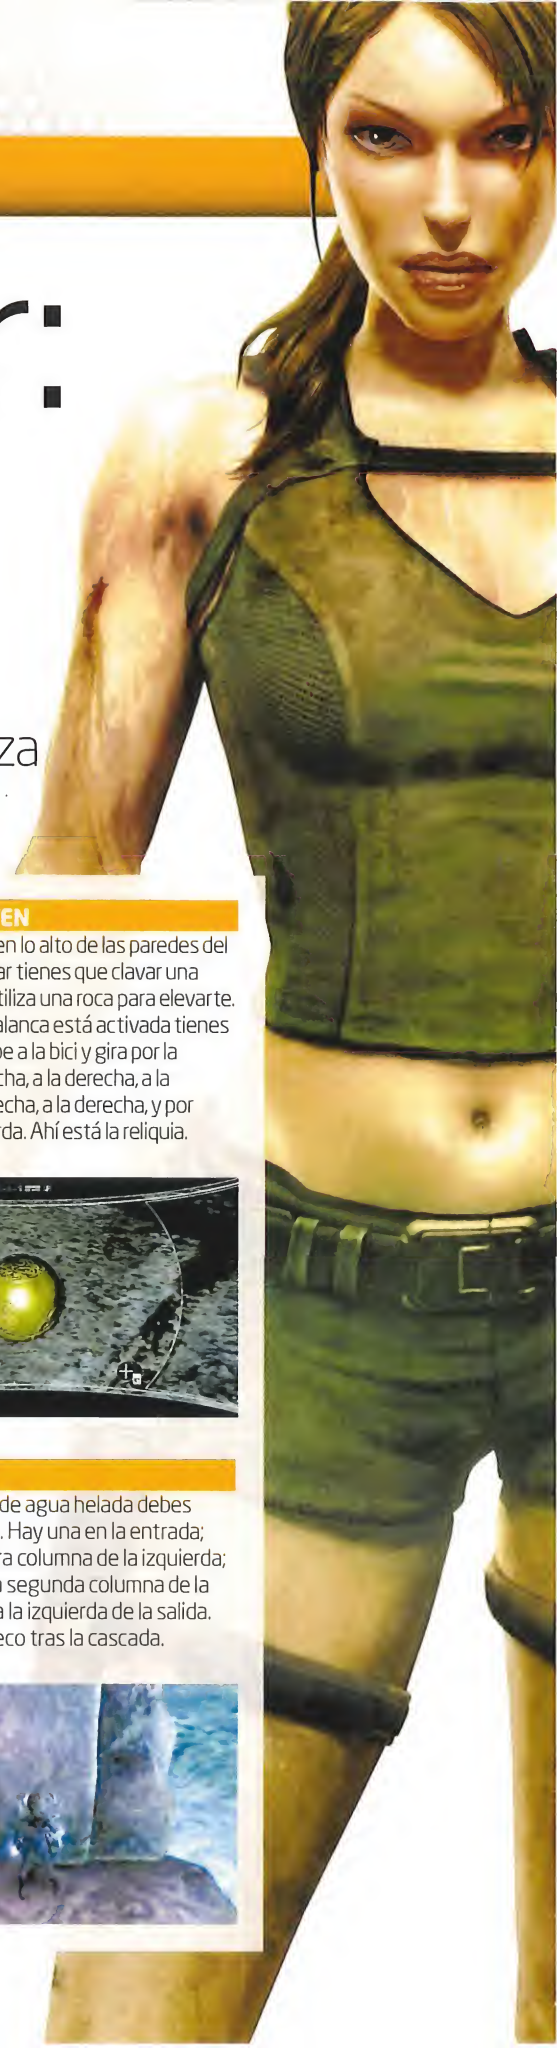 r:
za
EN
en lo alto de las paredes del
ar tienes que clavar una
tiliza una roca para elevarte.
alanca está activada tienes
be a la bici y gira por la
cha, a la derecha, a la
echa, a la derecha, y por
rda. Ahí está la reliquia.
de agua helada debes
. Hay una en la entrada;
ra columna de la izquierda;
a segunda columna de la
a la izquierda de la salida.
eco tras la cascada.